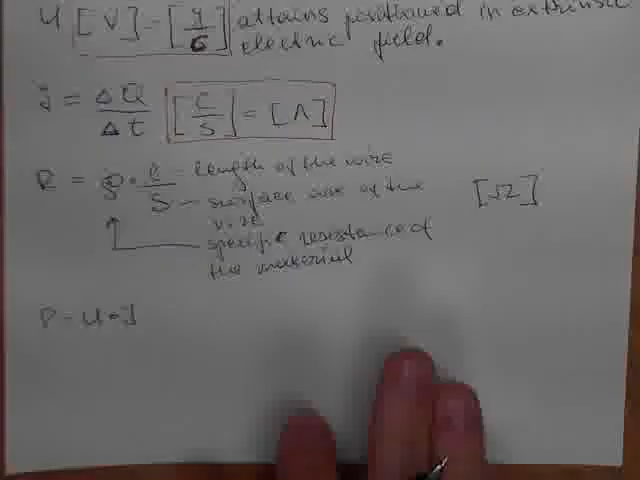 U [V] = [J/C] attains positioned in extrinsic
electric field.
J = ΔQ/Δt [C/S] = [A]
R = ρ · l/S – length of the wire
– surface size of the
wire [Ω]
specific resistance of
the material
P = U · J